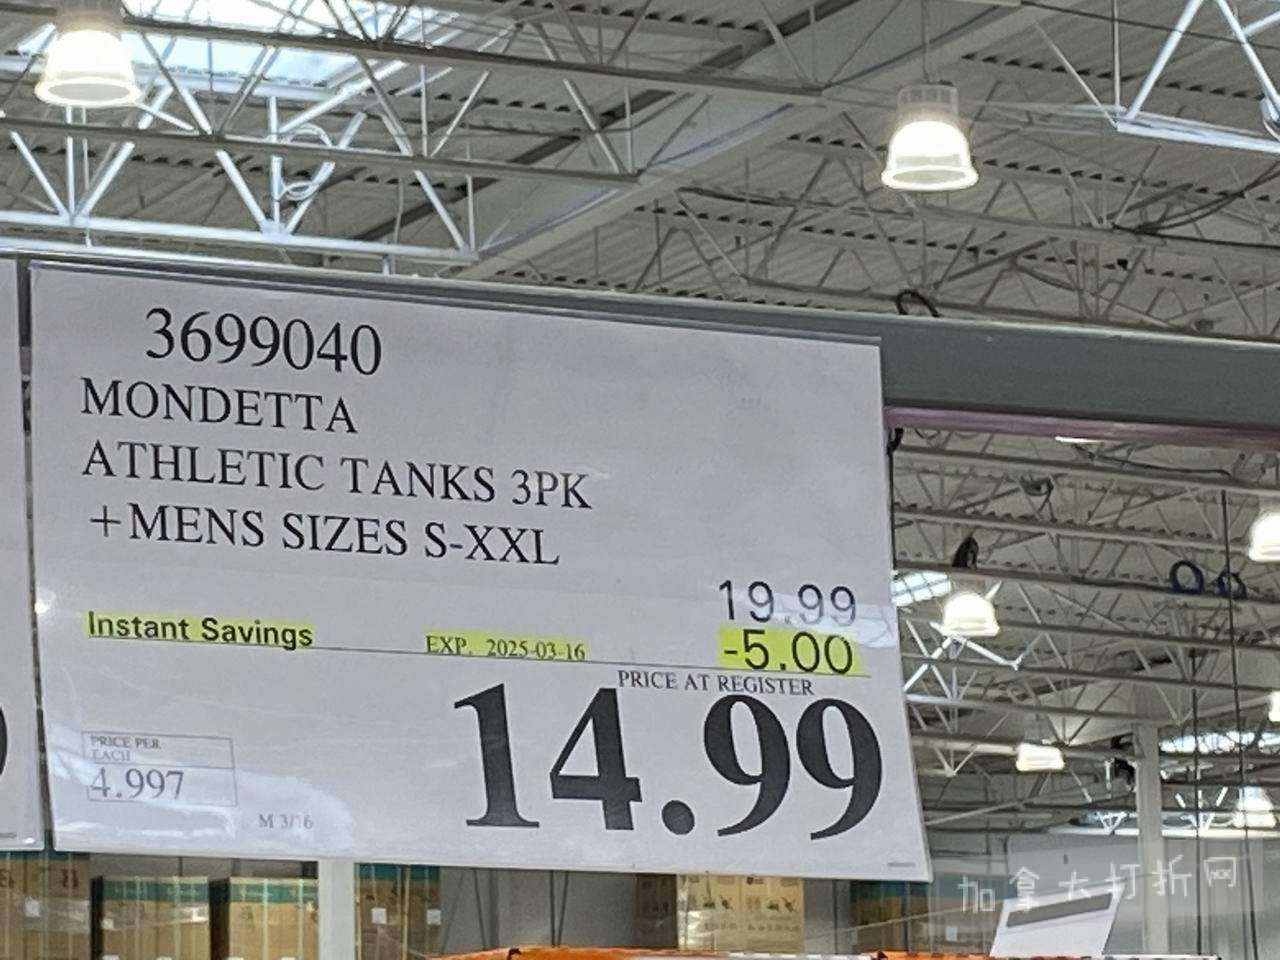 3699040
MONDETTA
ATHLETIC TANKS 3PK
+MENS SIZES S-XXL
19.99
Instant Savings EXP. 2025-03-16 -5.00
PRICE AT REGISTER
14.99
PRICE PER
EACH
4.997
M 3/16
加拿大打折网